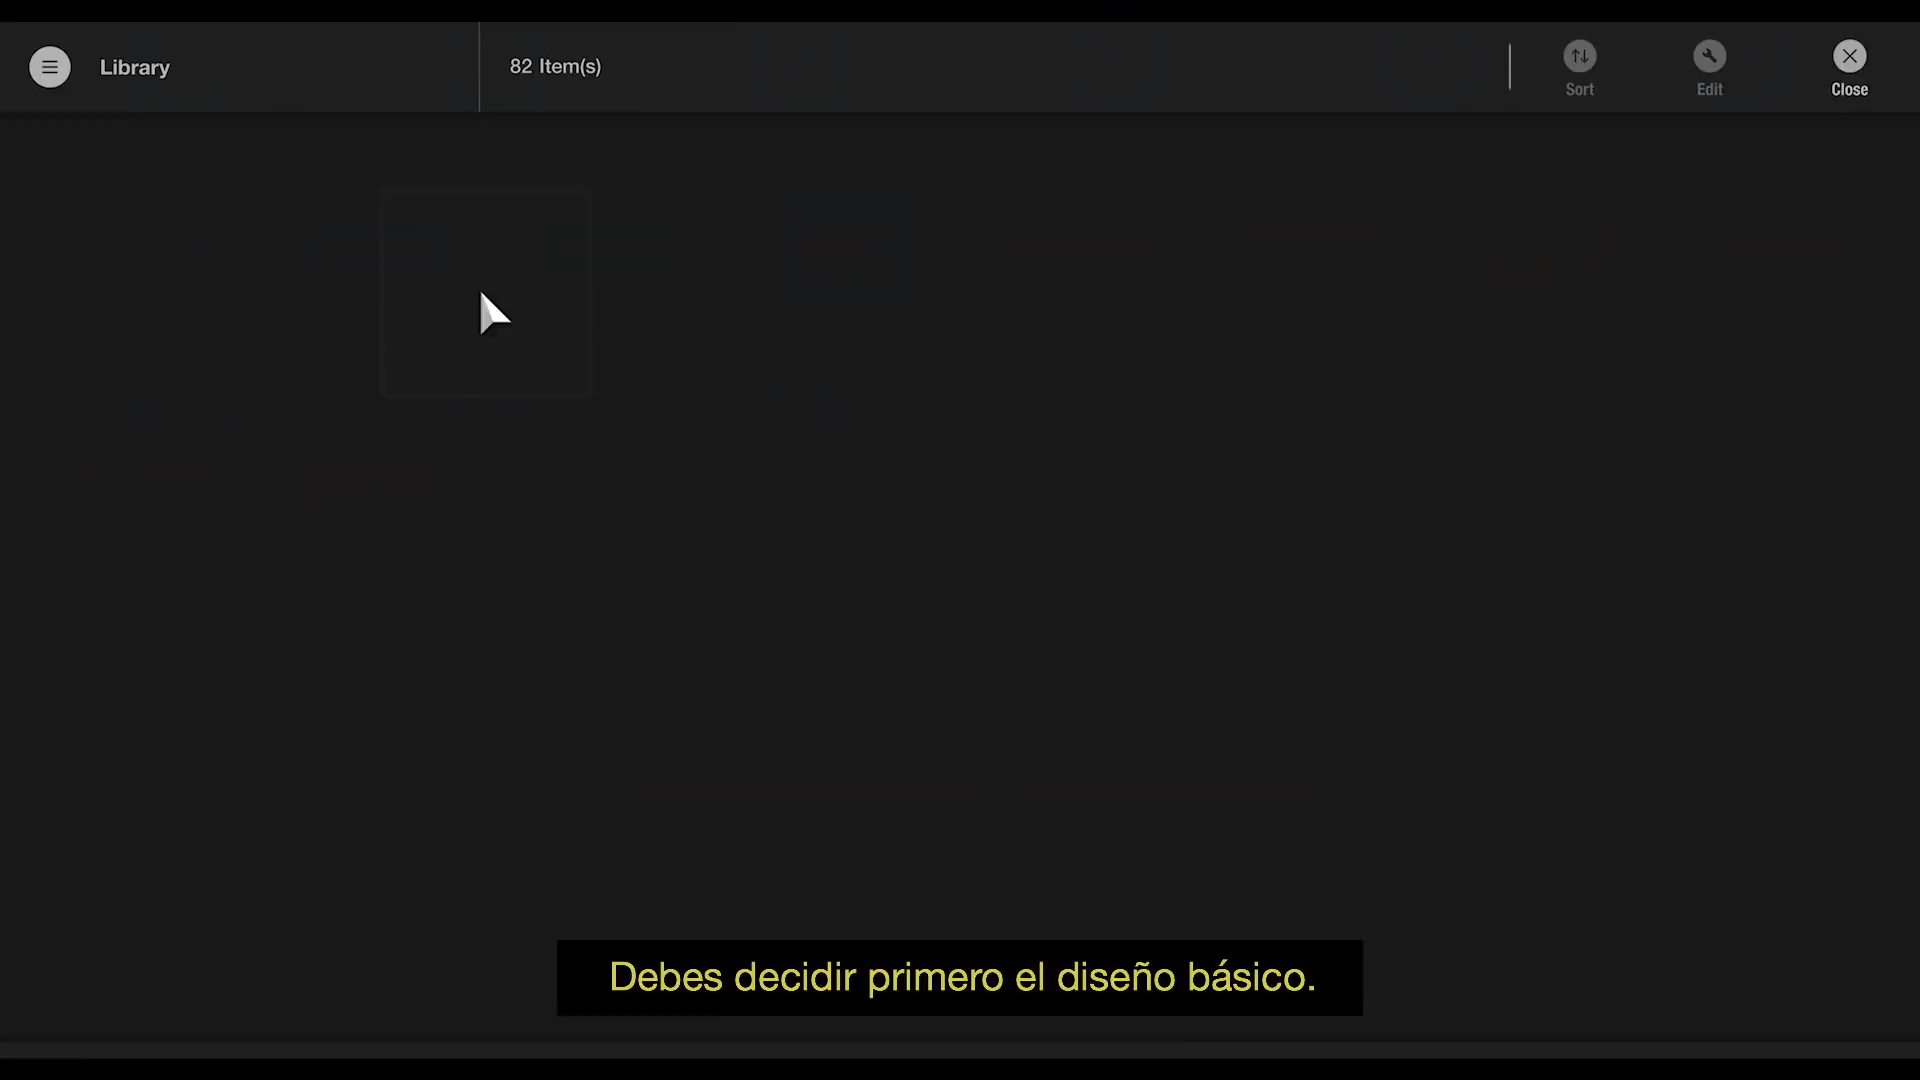 Library
82 Item(s)
Sort
Edit
Close
Debes decidir primero el diseño básico.